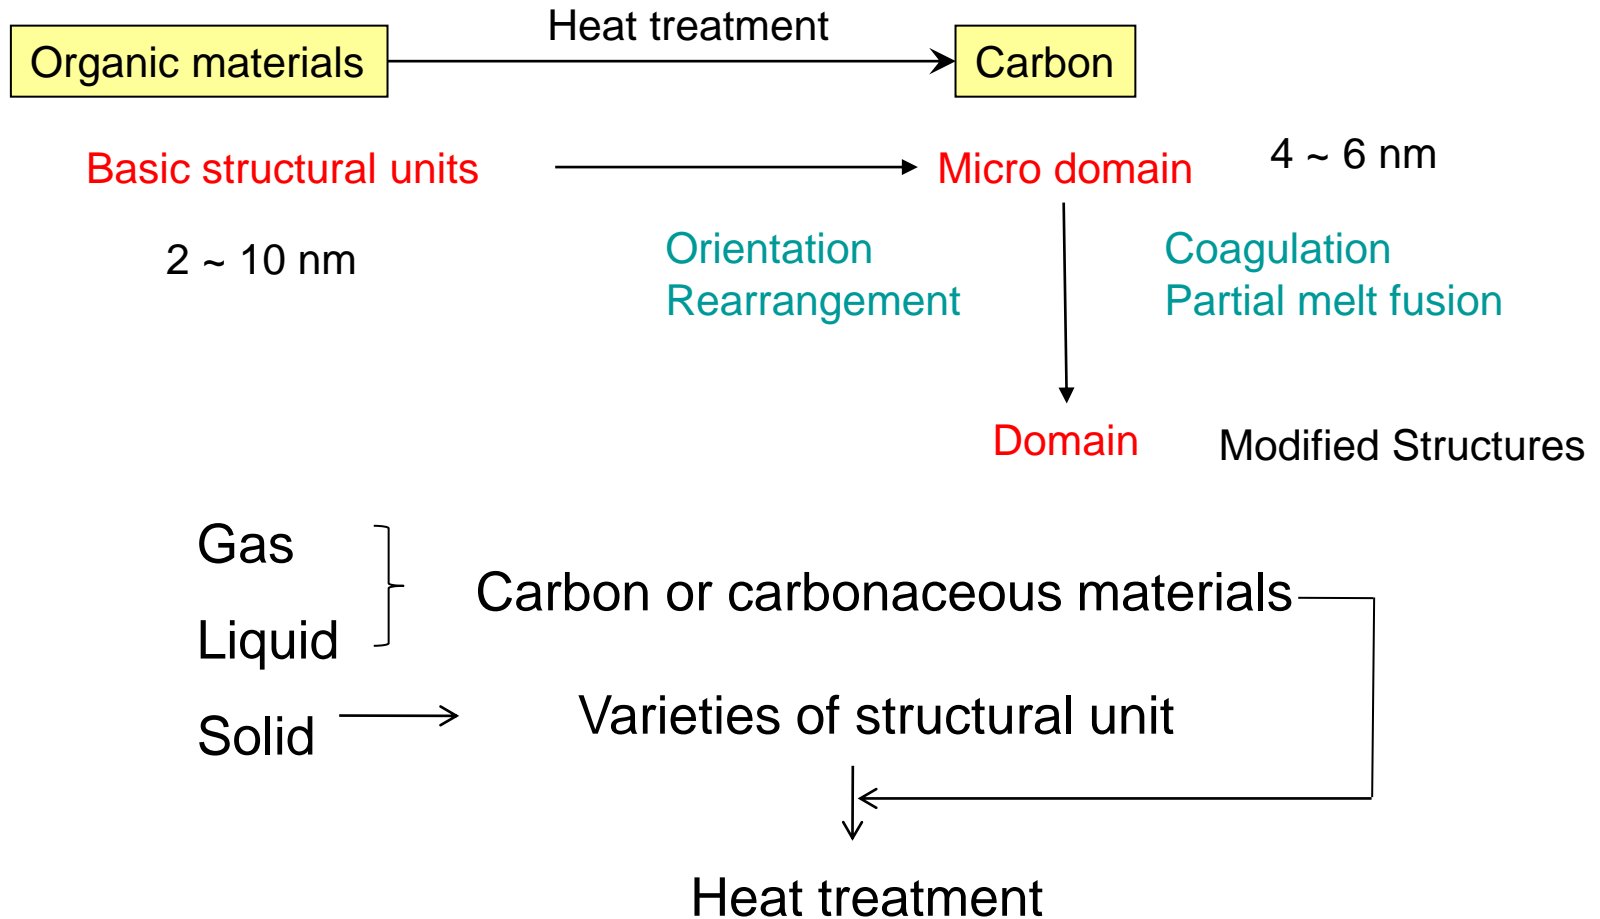 Heat treatment
Organic materials
Carbon
Basic structural units
Micro domain
4 ~ 6 nm
2 ~ 10 nm
Orientation
Rearrangement
Coagulation
Partial melt fusion
Domain
Modified Structures
Gas
Liquid
Carbon or carbonaceous materials
Solid
Varieties of structural unit
Heat treatment